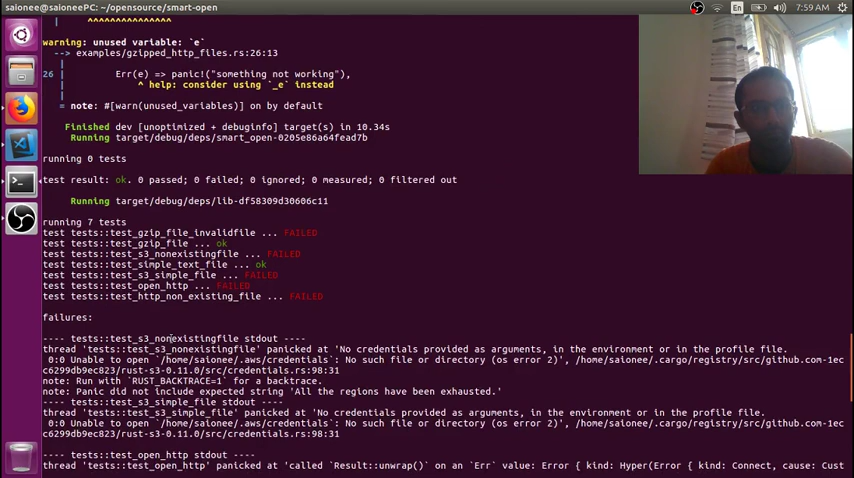 saionee@saioneePC: ~/opensource/smart-open
En
7:59 AM
|     ^^^^^^^^^^^^^^^
warning: unused variable: `e`
--> examples/gzipped_http_files.rs:26:13
|
26 |         Err(e) => panic!("something not working"),
|             ^ help: consider using `_e` instead
|
= note: #[warn(unused_variables)] on by default
Finished dev [unoptimized + debuginfo] target(s) in 10.34s
Running target/debug/deps/smart_open-0205e86a64fead7b
running 0 tests
test result: ok. 0 passed; 0 failed; 0 ignored; 0 measured; 0 filtered out
Running target/debug/deps/lib-df58309d30606c11
running 7 tests
test tests::test_gzip_file_invalidfile ... FAILED
test tests::test_gzip_file ... ok
test tests::test_s3_nonexistingfile ... FAILED
test tests::test_simple_text_file ... ok
test tests::test_s3_simple_file ... FAILED
test tests::test_open_http ... FAILED
test tests::test_http_non_existing_file ... FAILED
failures:
---- tests::test_s3_nonexistingfile stdout ----
thread 'tests::test_s3_nonexistingfile' panicked at 'No credentials provided as arguments, in the environment or in the profile file.
0:0 Unable to open `/home/saionee/.aws/credentials`: No such file or directory (os error 2)', /home/saionee/.cargo/registry/src/github.com-1ec
c6299db9ec823/rust-s3-0.11.0/src/credentials.rs:98:31
note: Run with `RUST_BACKTRACE=1` for a backtrace.
note: Panic did not include expected string 'All the regions have been exhausted.'
---- tests::test_s3_simple_file stdout ----
thread 'tests::test_s3_simple_file' panicked at 'No credentials provided as arguments, in the environment or in the profile file.
0:0 Unable to open `/home/saionee/.aws/credentials`: No such file or directory (os error 2)', /home/saionee/.cargo/registry/src/github.com-1ec
c6299db9ec823/rust-s3-0.11.0/src/credentials.rs:98:31
---- tests::test_open_http stdout ----
thread 'tests::test_open_http' panicked at 'called `Result::unwrap()` on an `Err` value: Error { kind: Hyper(Error { kind: Connect, cause: Cust